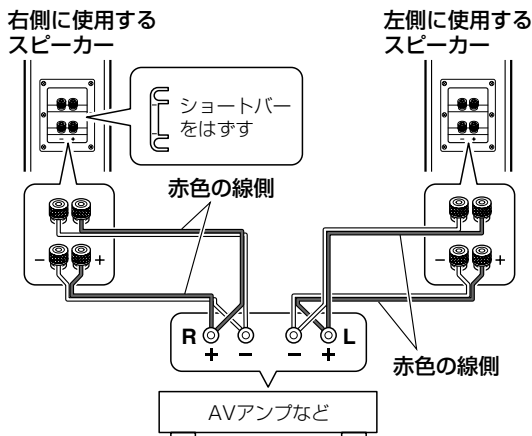 右側に使用する
スピーカー
左側に使用する
スピーカー
ショートバー
をはずす
− +
− +
赤色の線側
− +
− +
R L
+ − − +
赤色の線側
AVアンプなど